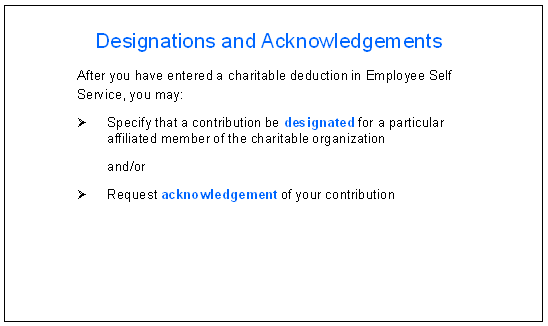 Designations and Acknowledgements
After you have entered a charitable deduction in Employee Self
Service, you may:
➢ Specify that a contribution be designated for a particular
affiliated member of the charitable organization
and/or
➢ Request acknowledgement of your contribution